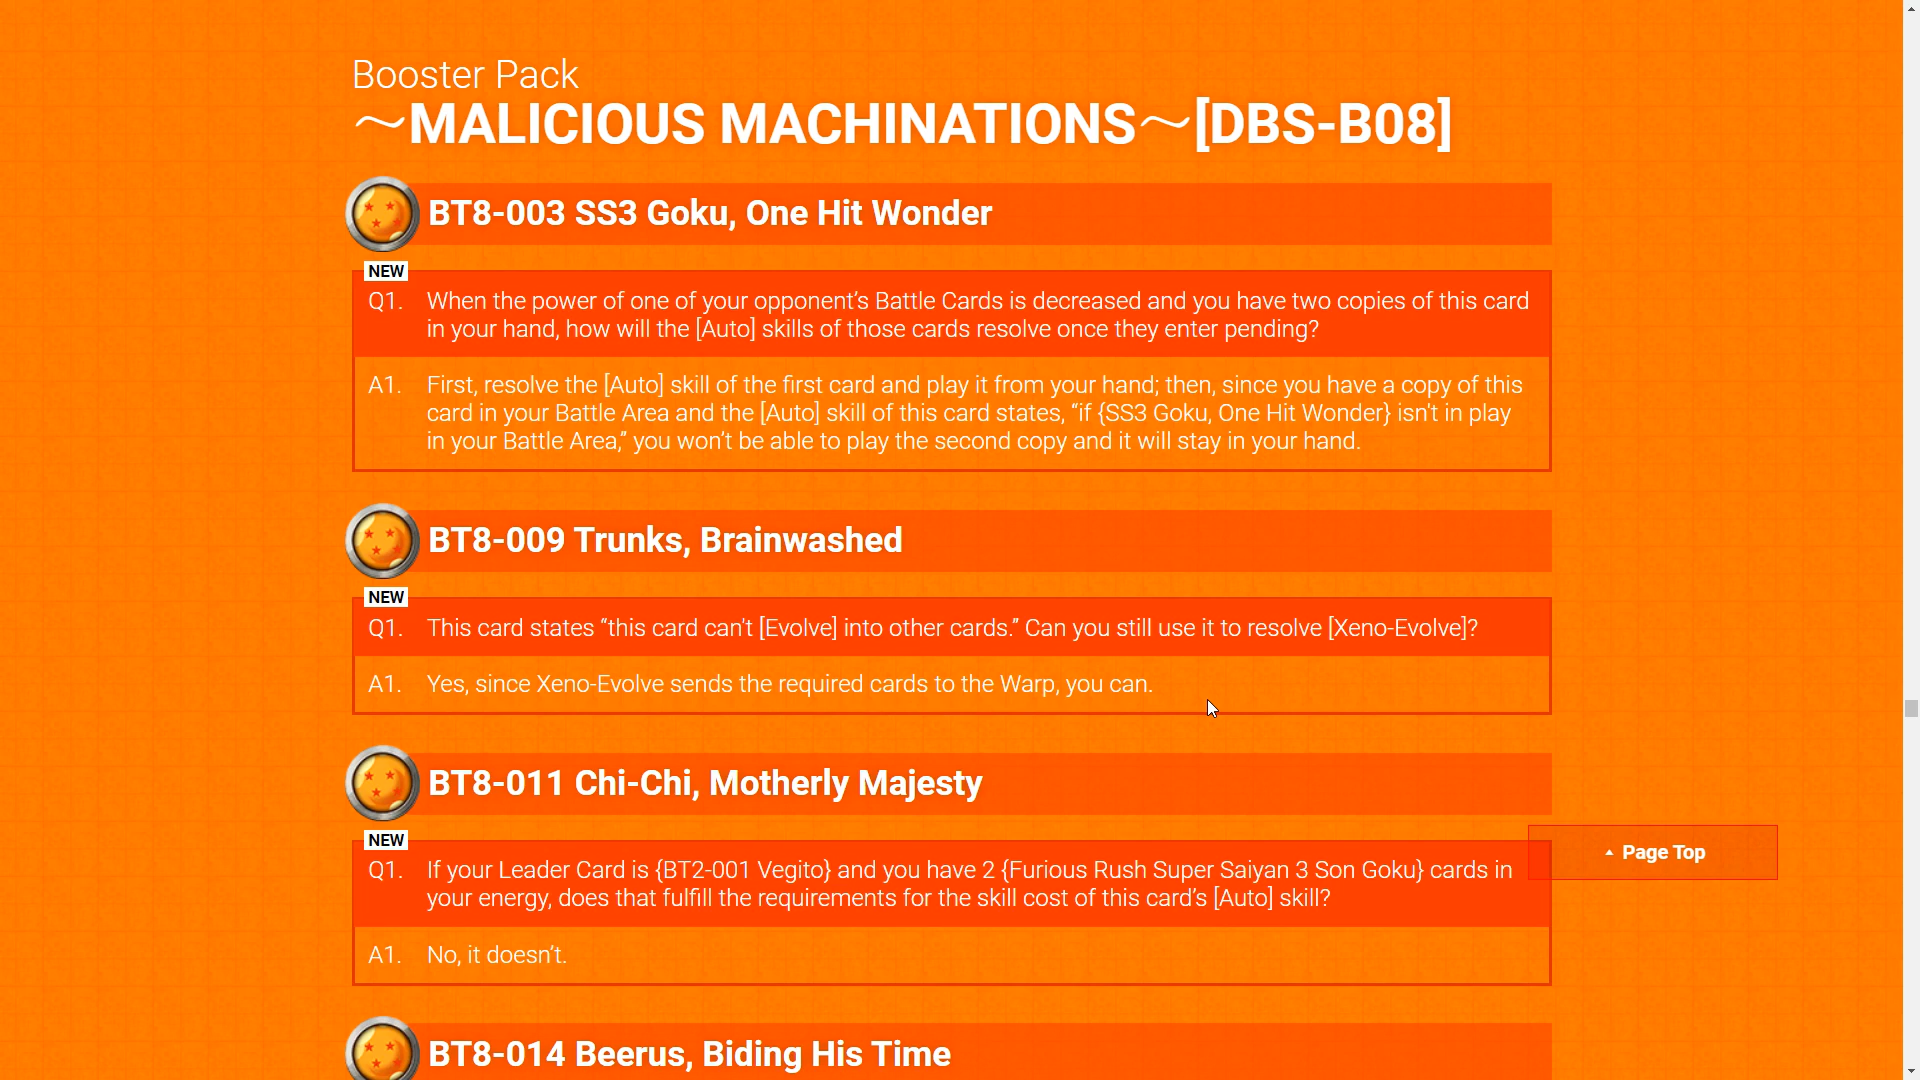 Booster Pack
〜MALICIOUS MACHINATIONS〜[DBS-B08]
BT8-003 SS3 Goku, One Hit Wonder
NEW
Q1. When the power of one of your opponent’s Battle Cards is decreased and you have two copies of this card
in your hand, how will the [Auto] skills of those cards resolve once they enter pending?
A1. First, resolve the [Auto] skill of the first card and play it from your hand; then, since you have a copy of this
card in your Battle Area and the [Auto] skill of this card states, “if {SS3 Goku, One Hit Wonder} isn't in play
in your Battle Area,” you won’t be able to play the second copy and it will stay in your hand.
BT8-009 Trunks, Brainwashed
NEW
Q1. This card states “this card can’t [Evolve] into other cards.” Can you still use it to resolve [Xeno-Evolve]?
A1. Yes, since Xeno-Evolve sends the required cards to the Warp, you can.
BT8-011 Chi-Chi, Motherly Majesty
NEW
Q1. If your Leader Card is {BT2-001 Vegito} and you have 2 {Furious Rush Super Saiyan 3 Son Goku} cards in
your energy, does that fulfill the requirements for the skill cost of this card’s [Auto] skill?
A1. No, it doesn’t.
Page Top
BT8-014 Beerus, Biding His Time